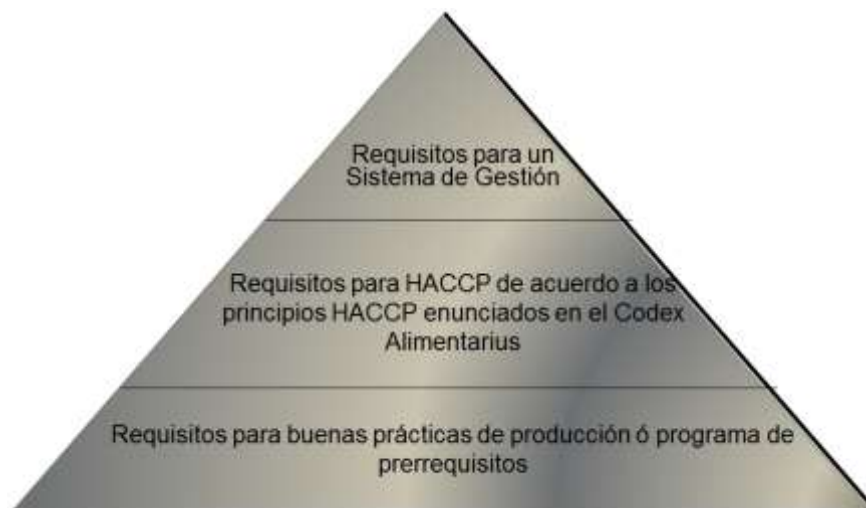 Requisitos para un
Sistema de Gestión
Requisitos para HACCP de acuerdo a los
principios HACCP enunciados en el Codex
Alimentarius
Requisitos para buenas prácticas de producción ó programa de
prerrequisitos